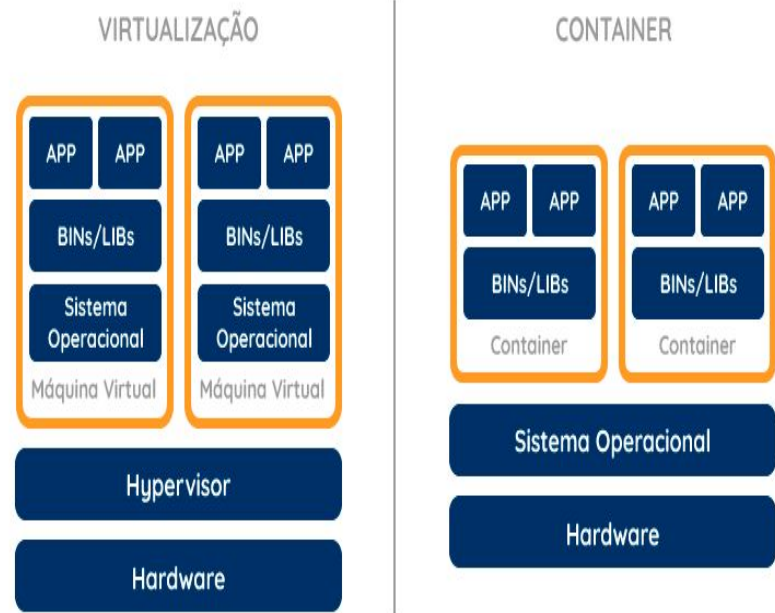 VIRTUALIZAÇÃO
APP APP
BINs/LIBs
Sistema
Operacional
Máquina Virtual
APP APP
BINs/LIBs
Sistema
Operacional
Máquina Virtual
Hypervisor
Hardware
CONTAINER
APP APP
BINs/LIBs
Container
APP APP
BINs/LIBs
Container
Sistema Operacional
Hardware